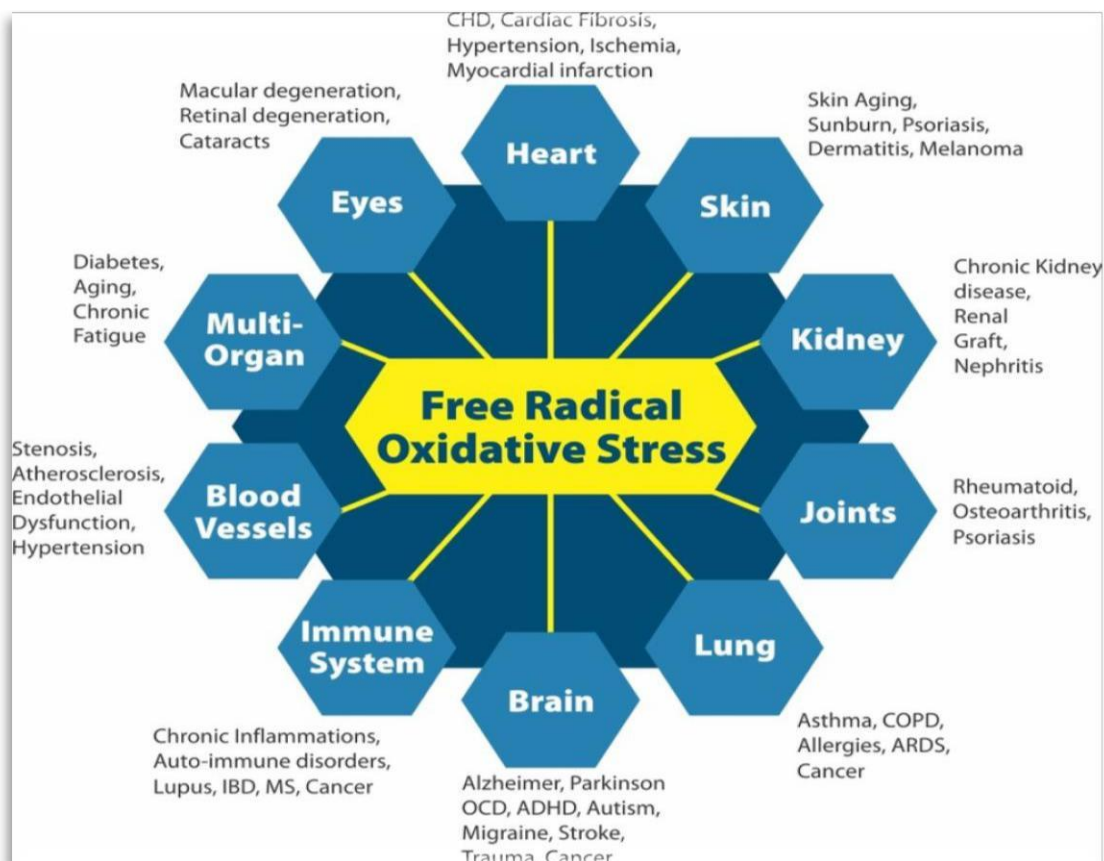 CHD, Cardiac Fibrosis,
Hypertension, Ischemia,
Myocardial infarction
Heart
Skin Aging,
Sunburn, Psoriasis,
Dermatitis, Melanoma
Skin
Chronic Kidney
disease,
Renal
Graft,
Nephritis
Kidney
Rheumatoid,
Osteoarthritis,
Psoriasis
Joints
Asthma, COPD,
Allergies, ARDS,
Cancer
Lung
Brain
Alzheimer, Parkinson
OCD, ADHD, Autism,
Migraine, Stroke,
Trauma, Cancer
Immune
System
Chronic Inflammations,
Auto-immune disorders,
Lupus, IBD, MS, Cancer
Stenosis,
Atherosclerosis,
Endothelial
Dysfunction,
Hypertension
Blood
Vessels
Diabetes,
Aging,
Chronic
Fatigue
Multi-
Organ
Macular degeneration,
Retinal degeneration,
Cataracts
Eyes
Free Radical
Oxidative Stress